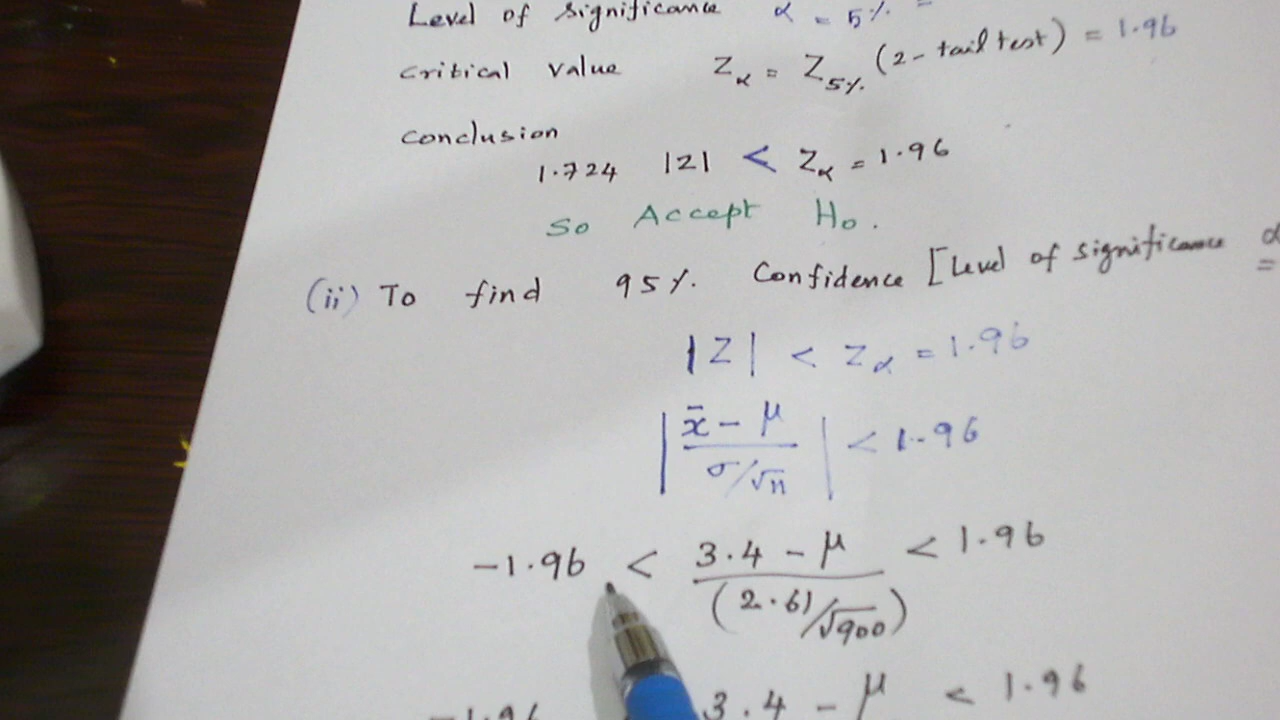 Level of significance α = 5% =
critical value Zα = Z5% (2-tail test) = 1.96
conclusion
1.724 |z| < Zα = 1.96
So Accept H₀.
(ii) To find 95%. Confidence [Level of significance α =
|Z| < Zα = 1.96
| x̄ - μ / σ/√n | < 1.96
-1.96 < 3.4 - μ / (2.61/√900) < 1.96
-1.96 3.4 - μ < 1.96